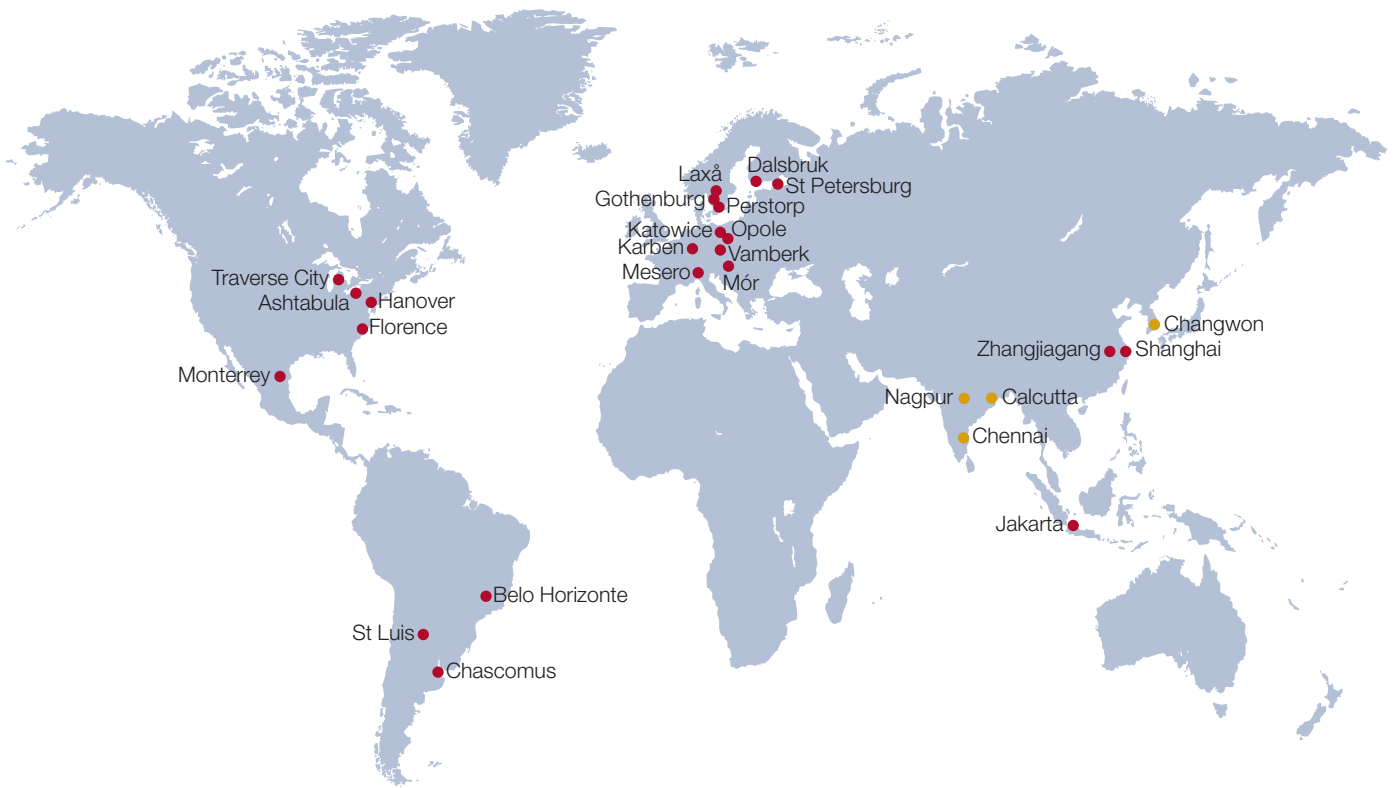 Dalsbruk
Laxå
St Petersburg
Gothenburg
Perstorp
Katowice
Opole
Karben
Vamberk
Mesero
Mór
Traverse City
Ashtabula
Hanover
Florence
Monterrey
Changwon
Zhangjiagang
Shanghai
Nagpur
Calcutta
Chennai
Jakarta
Belo Horizonte
St Luis
Chascomus